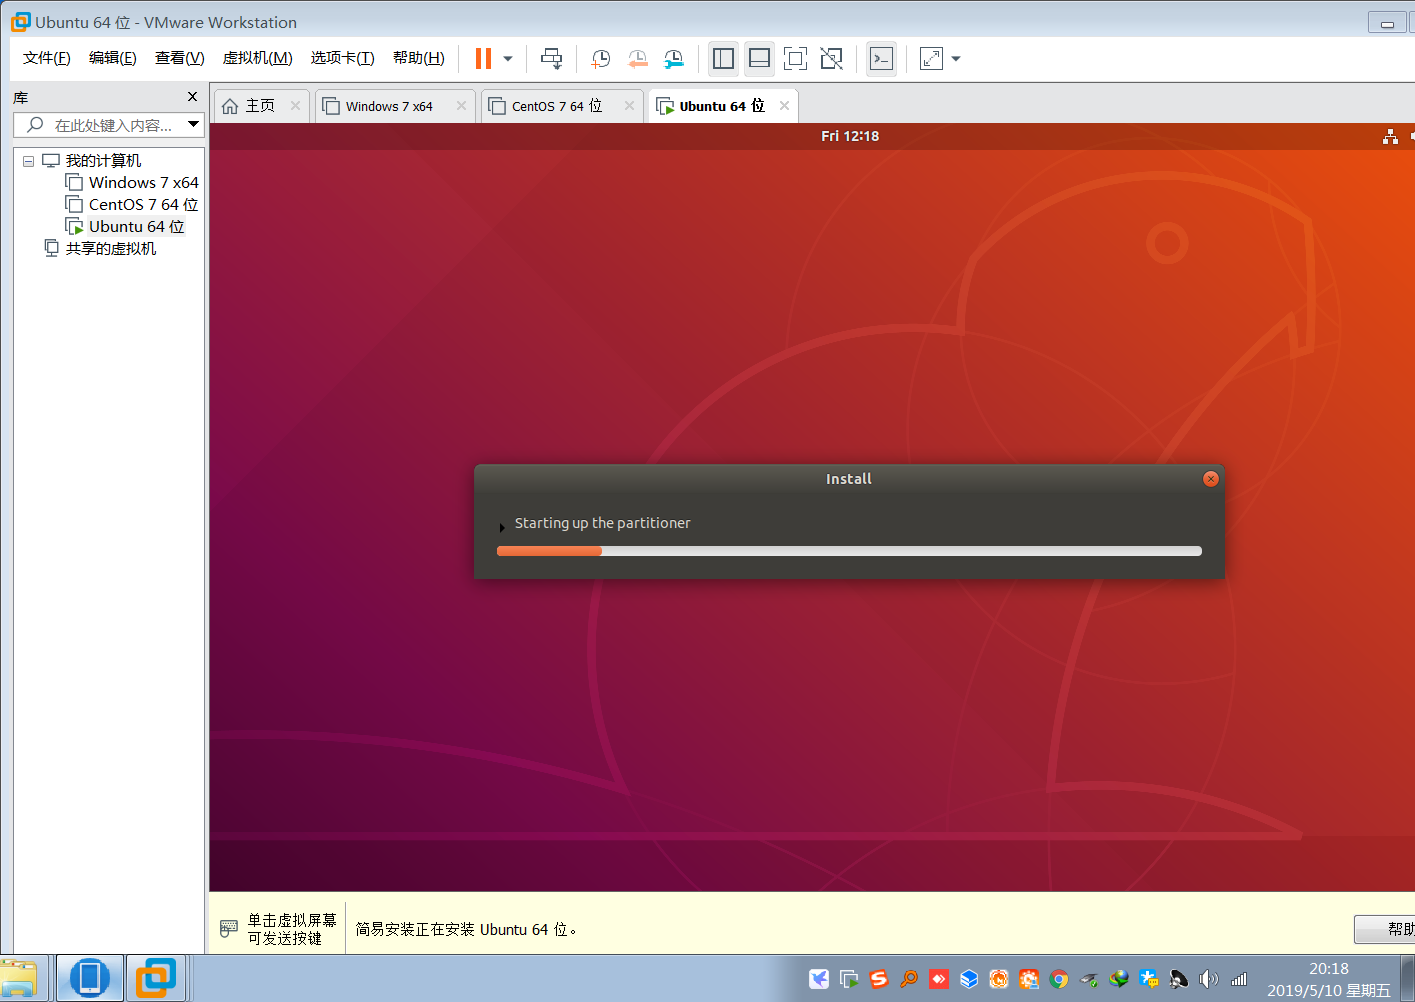 Ubuntu 64 位 - VMware Workstation
文件(F) 编辑(E) 查看(V) 虚拟机(M) 选项卡(T) 帮助(H)
库
在此处键入内容...
我的计算机
Windows 7 x64
CentOS 7 64 位
Ubuntu 64 位
共享的虚拟机
主页 Windows 7 x64 CentOS 7 64 位 Ubuntu 64 位
Fri 12:18
Install
Starting up the partitioner
单击虚拟屏幕
可发送按键
简易安装正在安装 Ubuntu 64 位。
帮助
20:18
2019/5/10 星期五